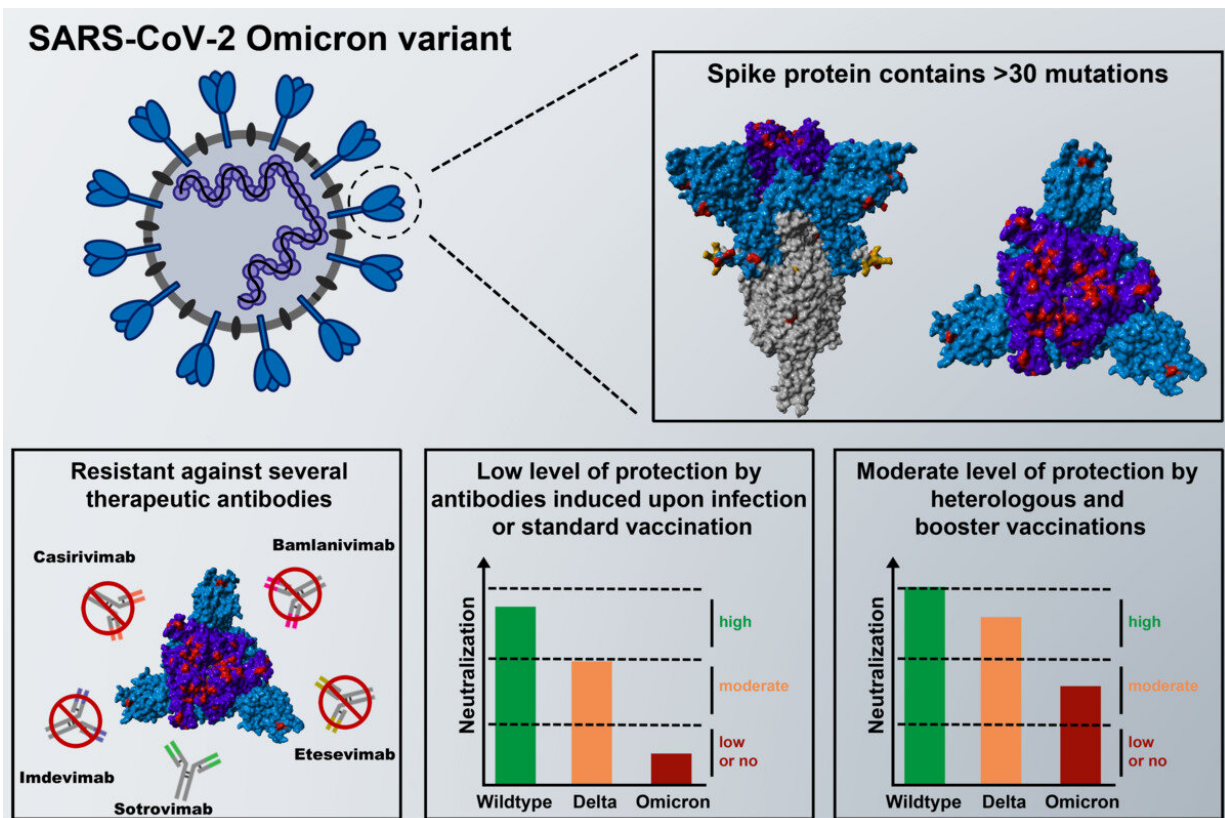 SARS-CoV-2 Omicron variant
Spike protein contains >30 mutations
Resistant against several
therapeutic antibodies
Casirivimab
Bamlanivimab
Imdevimab
Etesevimab
Sotrovimab
Low level of protection by
antibodies induced upon infection
or standard vaccination
Neutralization
high
moderate
low
or no
Wildtype Delta Omicron
Moderate level of protection by
heterologous and
booster vaccinations
Neutralization
high
moderate
low
or no
Wildtype Delta Omicron